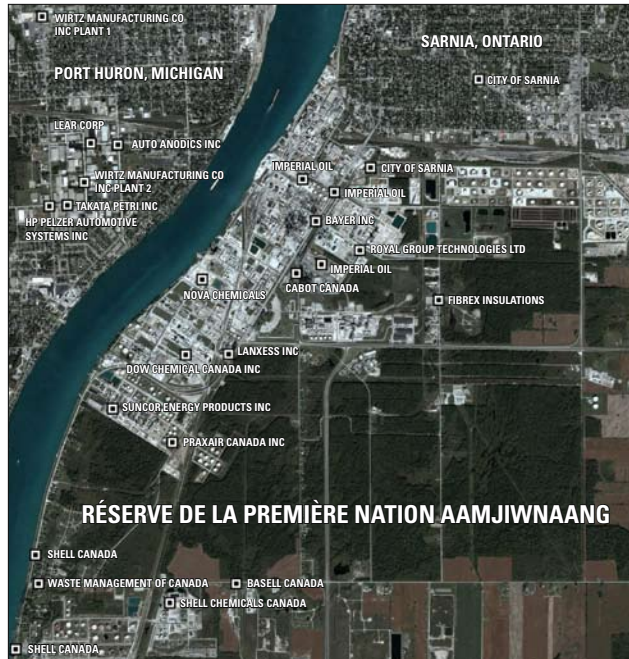 WIRTZ MANUFACTURING CO
INC PLANT 1
SARNIA, ONTARIO
PORT HURON, MICHIGAN
CITY OF SARNIA
LEAR CORP
AUTO ANODICS INC
IMPERIAL OIL
CITY OF SARNIA
WIRTZ MANUFACTURING CO
INC PLANT 2
IMPERIAL OIL
TAKATA PETRI INC
HP PELZER AUTOMOTIVE
SYSTEMS INC
BAYER INC
ROYAL GROUP TECHNOLOGIES LTD
IMPERIAL OIL
CABOT CANADA
NOVA CHEMICALS
FIBREX INSULATIONS
LANXESS INC
DOW CHEMICAL CANADA INC
SUNCOR ENERGY PRODUCTS INC
PRAXAIR CANADA INC
RÉSERVE DE LA PREMIÈRE NATION AAMJIWNAANG
SHELL CANADA
WASTE MANAGEMENT OF CANADA
BASELL CANADA
SHELL CHEMICALS CANADA
SHELL CANADA